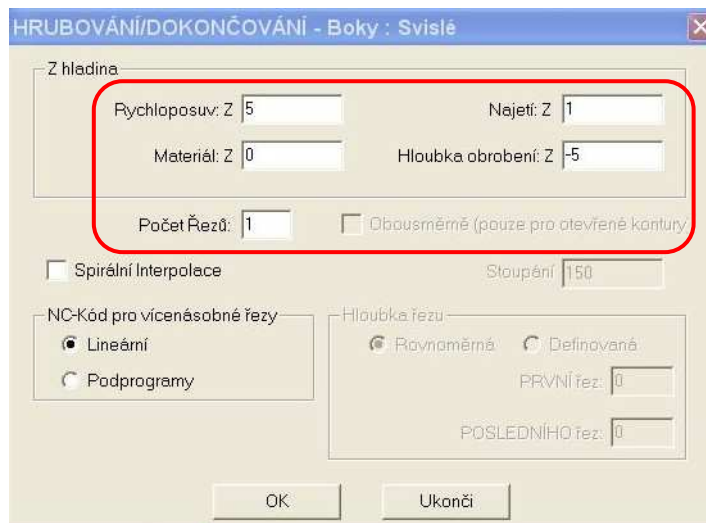 HRUBOVÁNÍ/DOKONČOVÁNÍ - Boky : Svislé
Z hladina
Rychloposuv: Z 5 Najetí: Z 1
Materiál: Z 0 Hloubka obrobení: Z -5
Počet Řezů: 1 Obousměrně (pouze pro otevřené kontury)
Spirální Interpolace Stoupání 150
NC-Kód pro vícenásobné řezy Hloubka řezu
Lineární Rovnoměrná Definovaná
Podprogramy PRVNÍ řez: 0
POSLEDNÍHO řez: 0
OK Ukonči